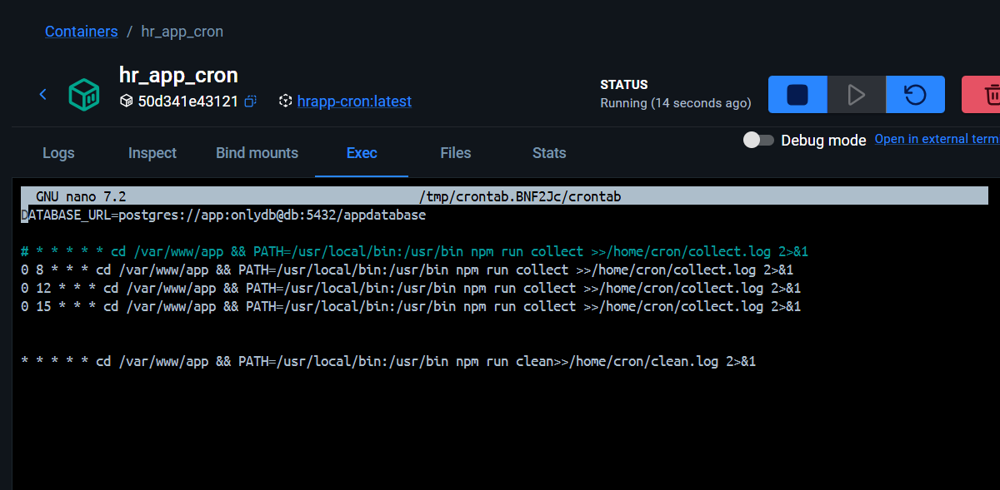 Containers / hr_app_cron
hr_app_cron
50d341e43121 hrapp-cron:latest
STATUS
Running (14 seconds ago)
Logs Inspect Bind mounts Exec Files Stats
Debug mode Open in external term
GNU nano 7.2 /tmp/crontab.BNF2Jc/crontab
DATABASE_URL=postgres://app:onlydb@db:5432/appdatabase
# * * * * * cd /var/www/app && PATH=/usr/local/bin:/usr/bin npm run collect >>/home/cron/collect.log 2>&1
0 8 * * * cd /var/www/app && PATH=/usr/local/bin:/usr/bin npm run collect >>/home/cron/collect.log 2>&1
0 12 * * * cd /var/www/app && PATH=/usr/local/bin:/usr/bin npm run collect >>/home/cron/collect.log 2>&1
0 15 * * * cd /var/www/app && PATH=/usr/local/bin:/usr/bin npm run collect >>/home/cron/collect.log 2>&1
* * * * * cd /var/www/app && PATH=/usr/local/bin:/usr/bin npm run clean>>/home/cron/clean.log 2>&1